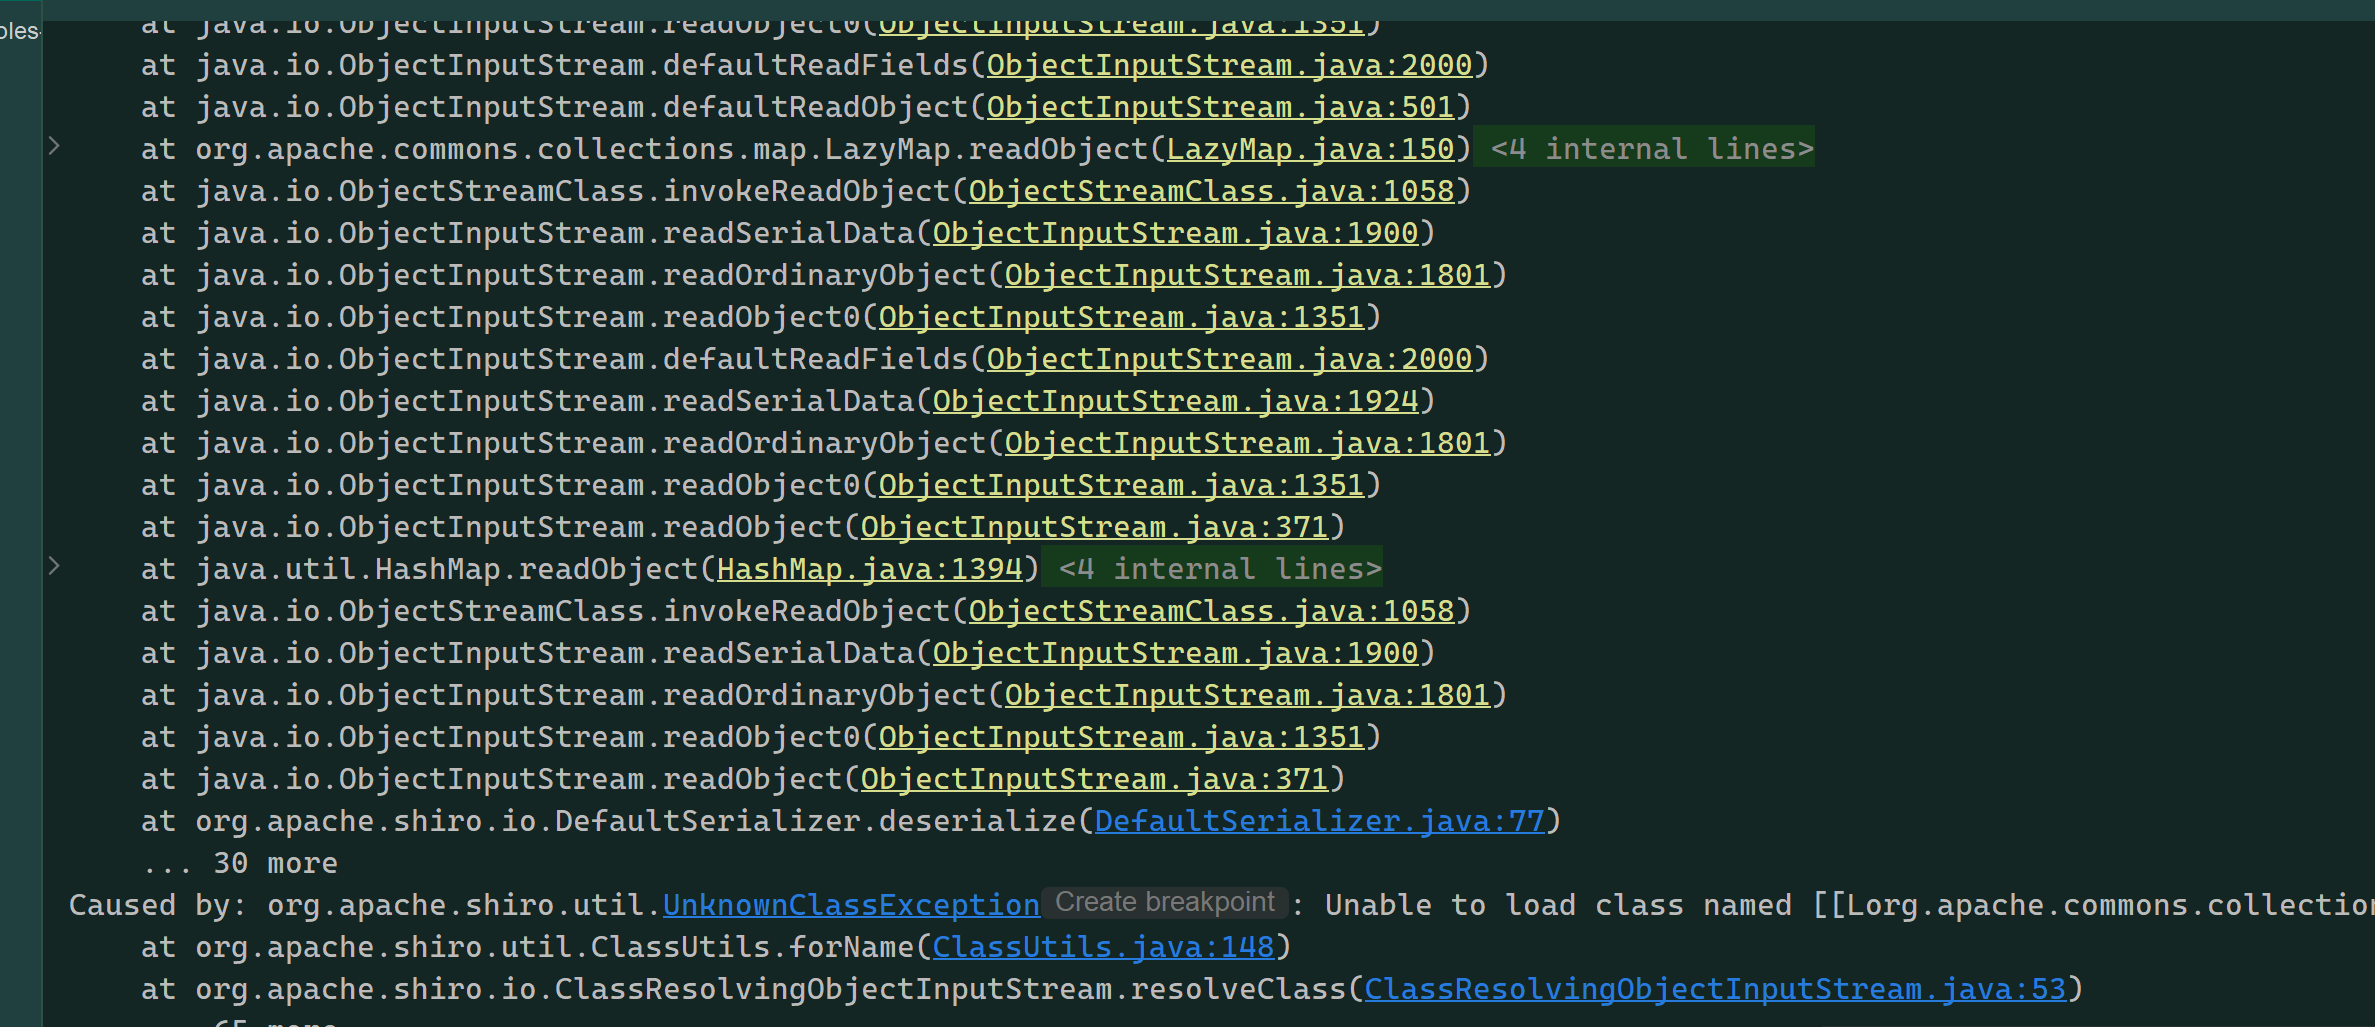 at java.io.ObjectInputStream.readObject0(ObjectInputStream.java:1351)
oles-
at java.io.ObjectInputStream.defaultReadFields(ObjectInputStream.java:2000)
at java.io.ObjectInputStream.defaultReadObject(ObjectInputStream.java:501)
at org.apache.commons.collections.map.LazyMap.readObject(LazyMap.java:150) <4 internal lines>
at java.io.ObjectStreamClass.invokeReadObject(ObjectStreamClass.java:1058)
at java.io.ObjectInputStream.readSerialData(ObjectInputStream.java:1900)
at java.io.ObjectInputStream.readOrdinaryObject(ObjectInputStream.java:1801)
at java.io.ObjectInputStream.readObject0(ObjectInputStream.java:1351)
at java.io.ObjectInputStream.defaultReadFields(ObjectInputStream.java:2000)
at java.io.ObjectInputStream.readSerialData(ObjectInputStream.java:1924)
at java.io.ObjectInputStream.readOrdinaryObject(ObjectInputStream.java:1801)
at java.io.ObjectInputStream.readObject0(ObjectInputStream.java:1351)
at java.io.ObjectInputStream.readObject(ObjectInputStream.java:371)
at java.util.HashMap.readObject(HashMap.java:1394) <4 internal lines>
at java.io.ObjectStreamClass.invokeReadObject(ObjectStreamClass.java:1058)
at java.io.ObjectInputStream.readSerialData(ObjectInputStream.java:1900)
at java.io.ObjectInputStream.readOrdinaryObject(ObjectInputStream.java:1801)
at java.io.ObjectInputStream.readObject0(ObjectInputStream.java:1351)
at java.io.ObjectInputStream.readObject(ObjectInputStream.java:371)
at org.apache.shiro.io.DefaultSerializer.deserialize(DefaultSerializer.java:77)
... 30 more
Caused by: org.apache.shiro.util.UnknownClassException Create breakpoint : Unable to load class named [[Lorg.apache.commons.collection
at org.apache.shiro.util.ClassUtils.forName(ClassUtils.java:148)
at org.apache.shiro.io.ClassResolvingObjectInputStream.resolveClass(ClassResolvingObjectInputStream.java:53)
65 more